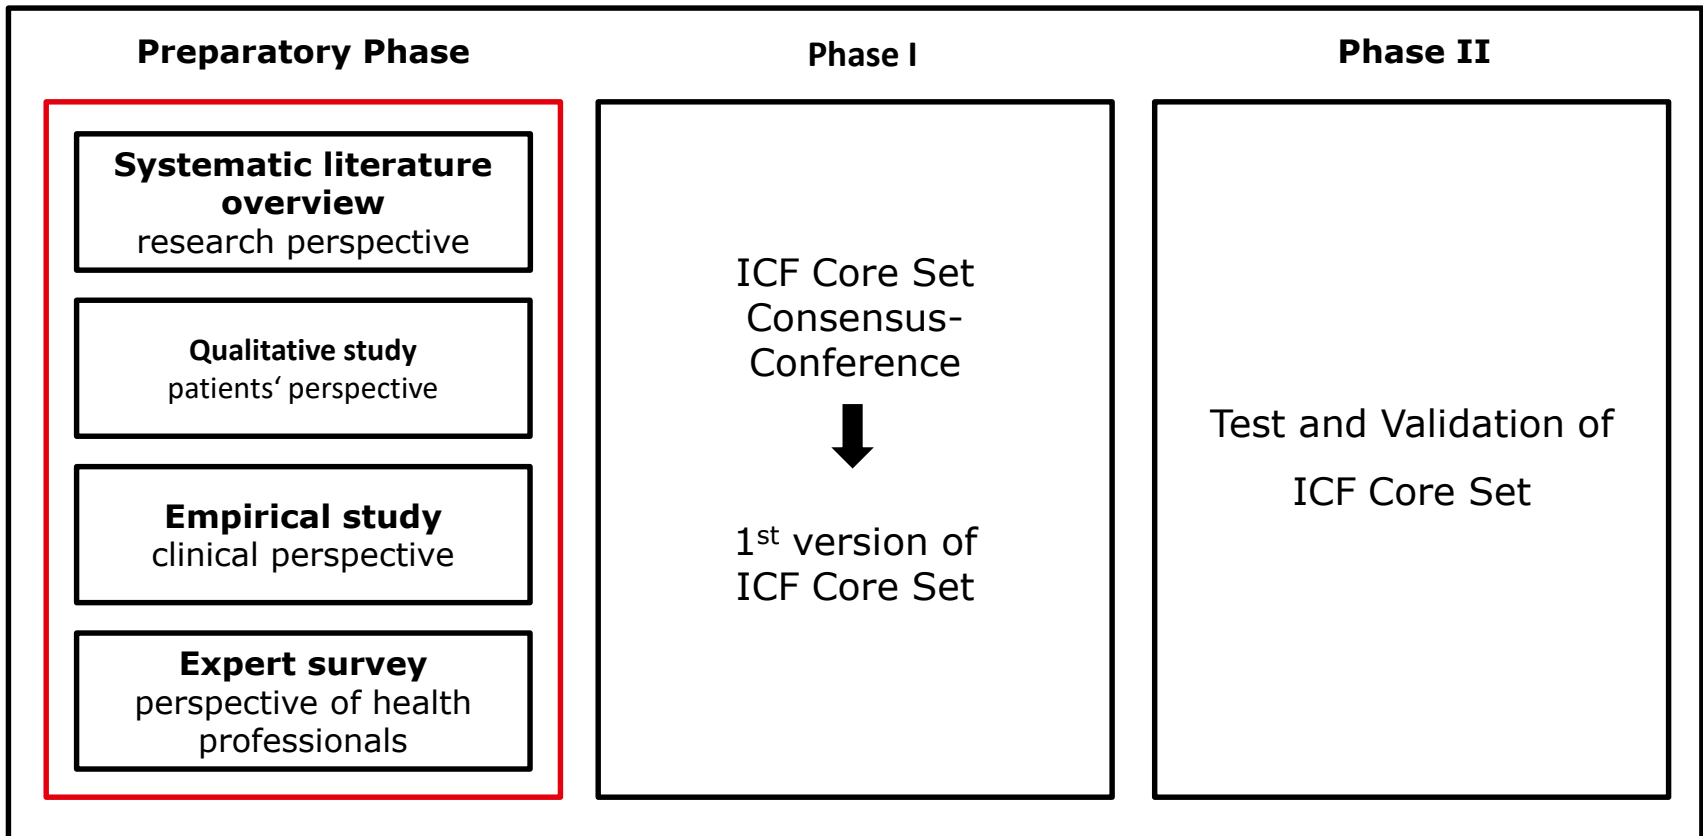 Preparatory Phase
Systematic literature
overview
research perspective
Qualitative study
patients‘ perspective
Empirical study
clinical perspective
Expert survey
perspective of health
professionals
Phase I
ICF Core Set
Consensus-
Conference
1st version of
ICF Core Set
Phase II
Test and Validation of
ICF Core Set